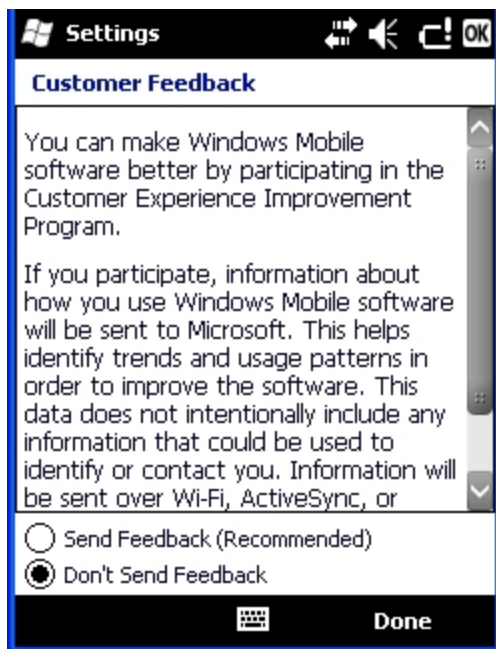 Settings
OK
Customer Feedback
You can make Windows Mobile
software better by participating in the
Customer Experience Improvement
Program.
If you participate, information about
how you use Windows Mobile software
will be sent to Microsoft. This helps
identify trends and usage patterns in
order to improve the software. This
data does not intentionally include any
information that could be used to
identify or contact you. Information will
be sent over Wi-Fi, ActiveSync, or
Send Feedback (Recommended)
Don't Send Feedback
Done